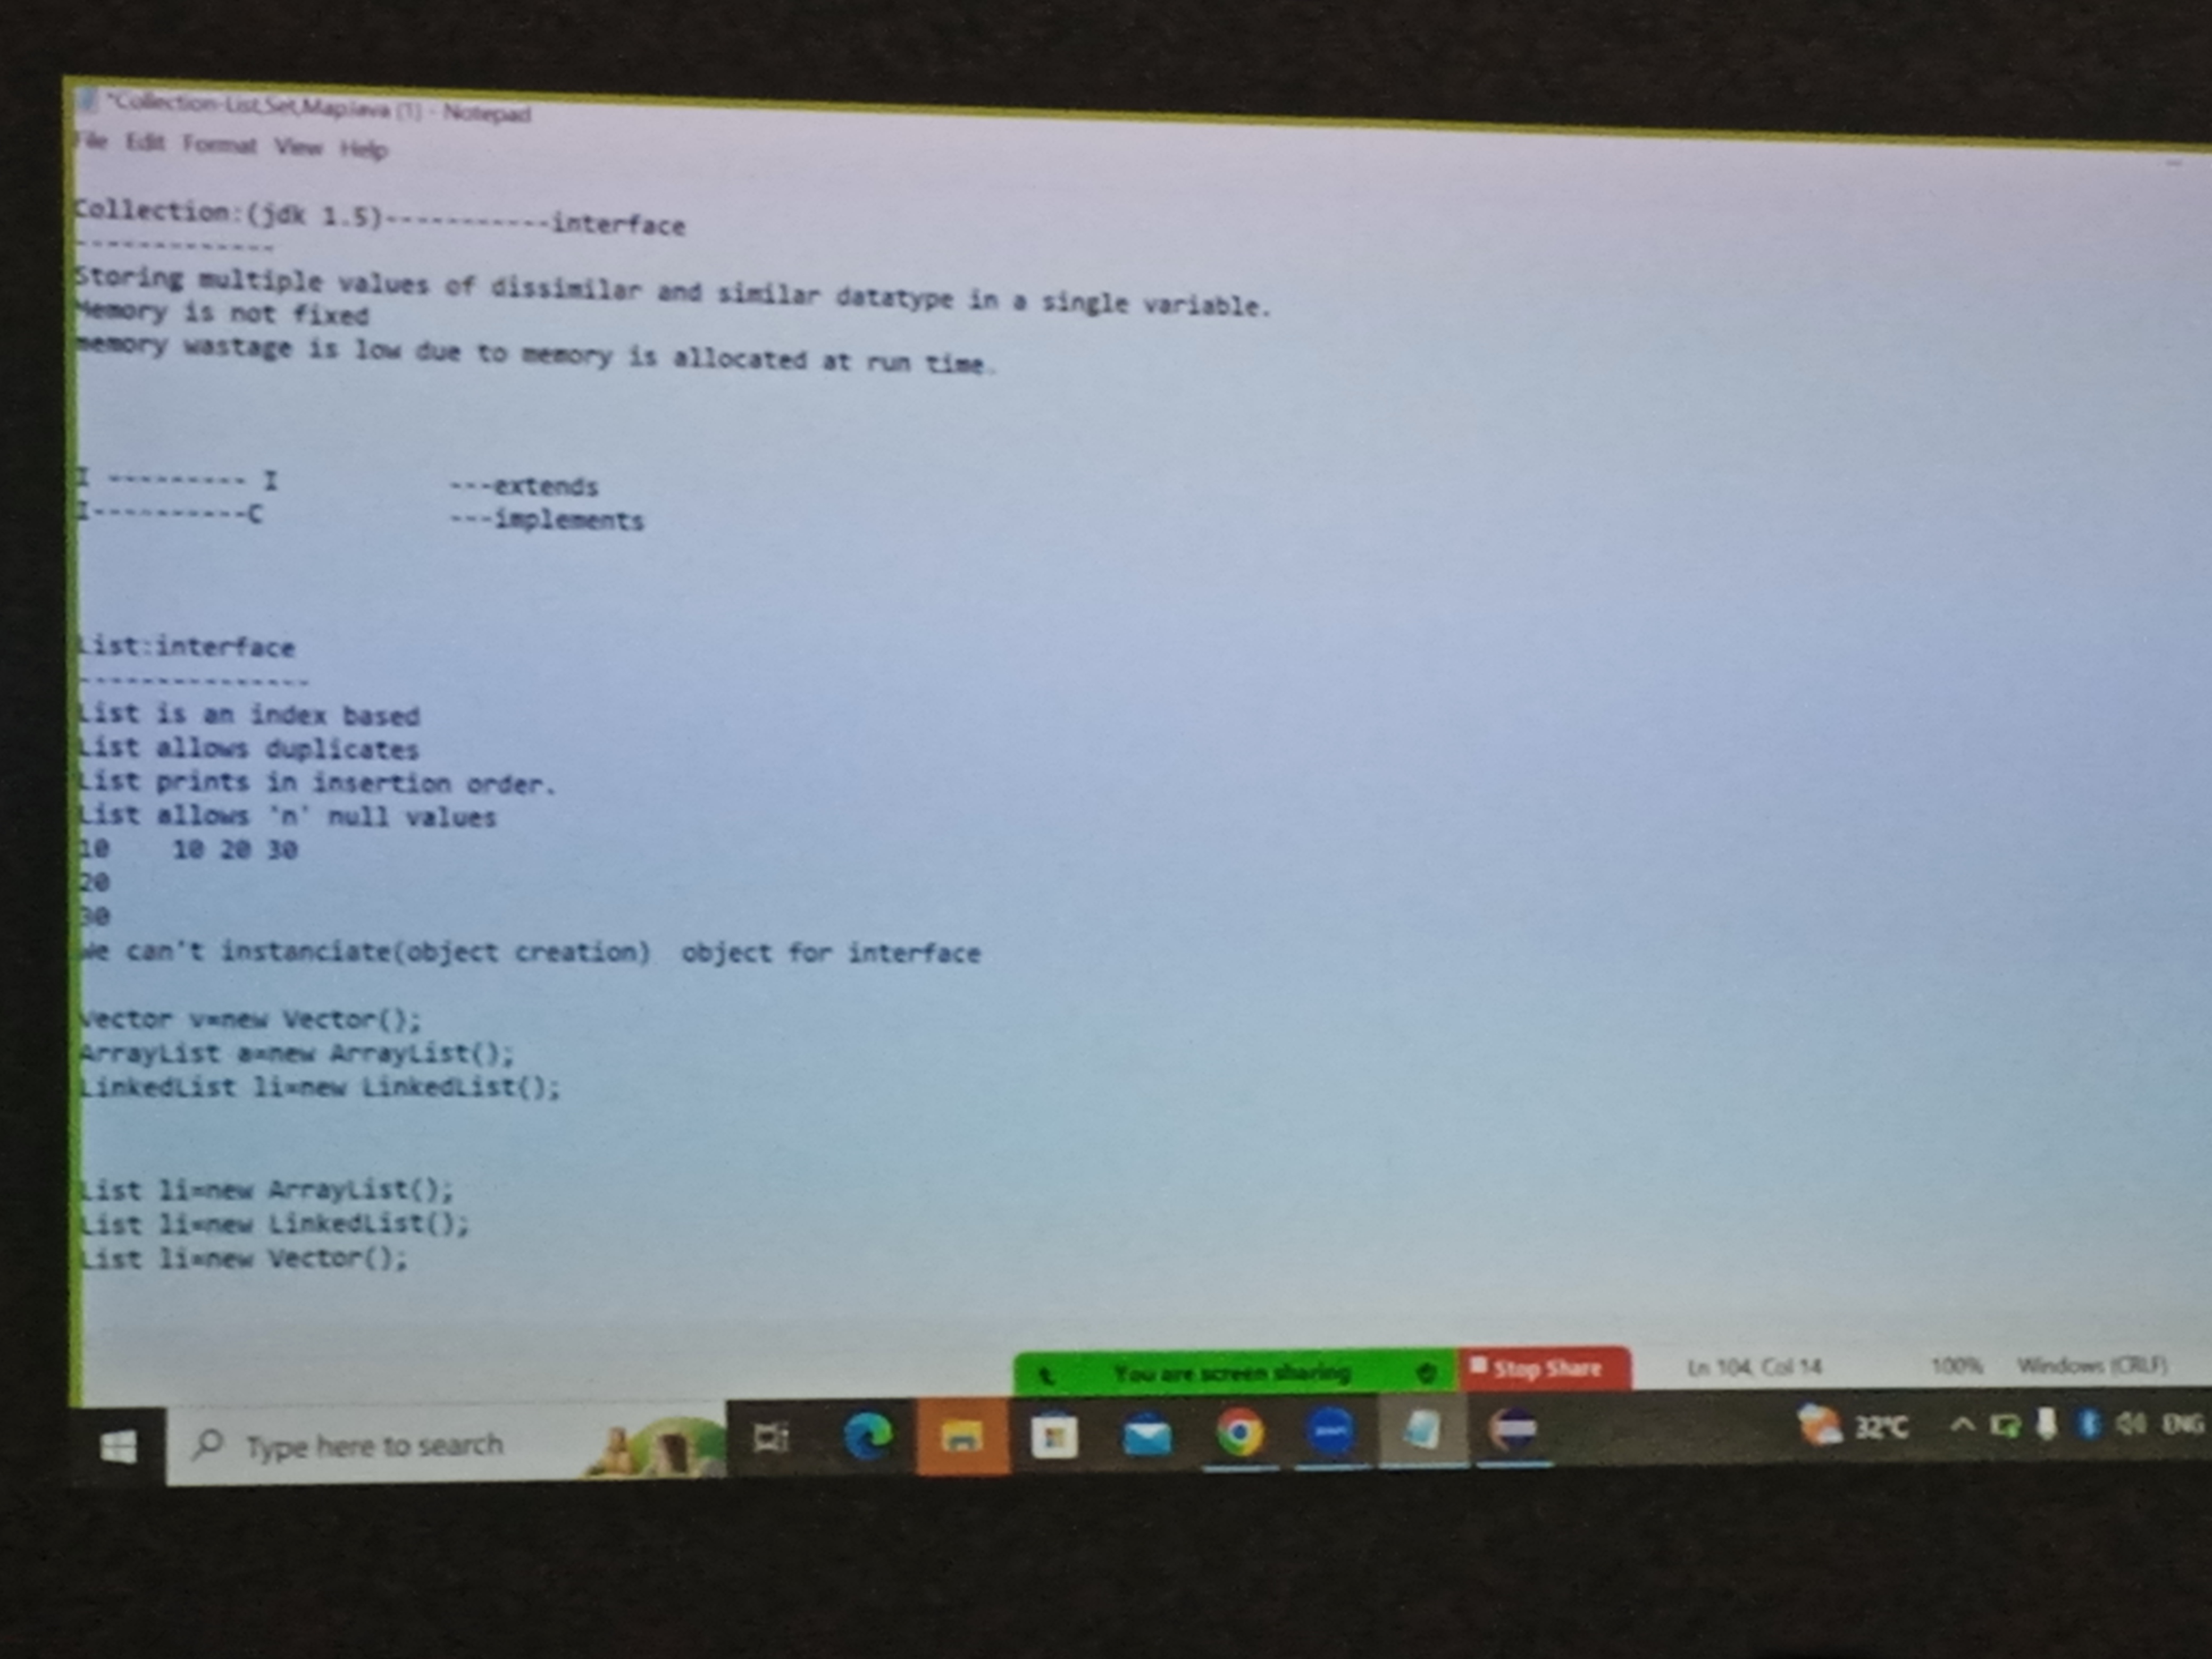 *Collection-List,Set,Map.java (1) - Notepad
File Edit Format View Help
Collection:(jdk 1.5)-----------interface
-------------
Storing multiple values of dissimilar and similar datatype in a single variable.
Memory is not fixed
memory wastage is low due to memory is allocated at run time.
I --------- I ---extends
I----------C ---implements
List:interface
---------------
List is an index based
List allows duplicates
List prints in insertion order.
List allows 'n' null values
10 10 20 30
20
30
We can't instanciate(object creation) object for interface
Vector v=new Vector();
ArrayList a=new ArrayList();
LinkedList li=new LinkedList();
List li=new ArrayList();
List li=new LinkedList();
List li=new Vector();
You are screen sharing Stop Share
Ln 104, Col 14 100% Windows (CRLF)
Type here to search
32°C ENG